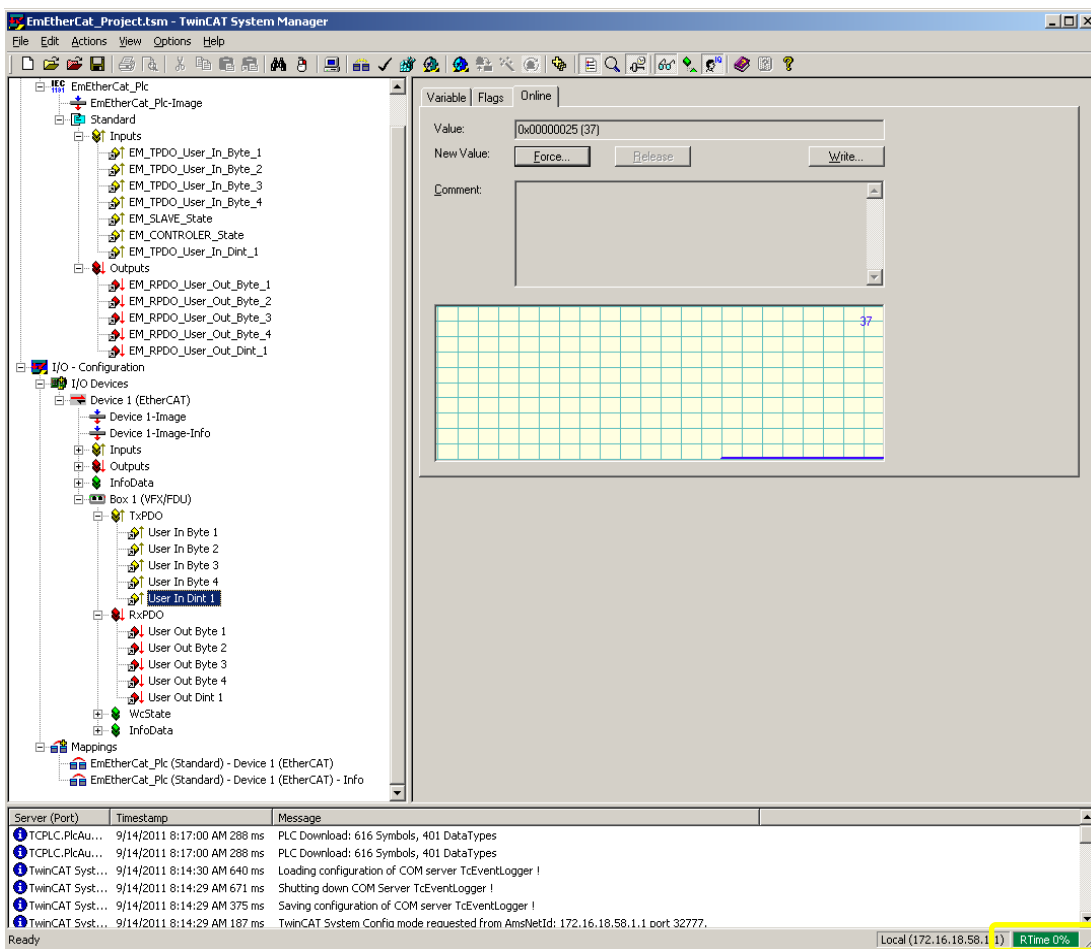 EmEtherCat_Project.tsm - TwinCAT System Manager
File Edit Actions View Options Help
IEC 1131 EmEtherCat_Plc
EmEtherCat_Plc-Image
Standard
Inputs
EM_TPDO_User_In_Byte_1
EM_TPDO_User_In_Byte_2
EM_TPDO_User_In_Byte_3
EM_TPDO_User_In_Byte_4
EM_SLAVE_State
EM_CONTROLER_State
EM_TPDO_User_In_Dint_1
Outputs
EM_RPDO_User_Out_Byte_1
EM_RPDO_User_Out_Byte_2
EM_RPDO_User_Out_Byte_3
EM_RPDO_User_Out_Byte_4
EM_RPDO_User_Out_Dint_1
I/O - Configuration
I/O Devices
Device 1 (EtherCAT)
Device 1-Image
Device 1-Image-Info
Inputs
Outputs
InfoData
Box 1 (VFX/FDU)
TxPDO
User In Byte 1
User In Byte 2
User In Byte 3
User In Byte 4
User In Dint 1
RxPDO
User Out Byte 1
User Out Byte 2
User Out Byte 3
User Out Byte 4
User Out Dint 1
WcState
InfoData
Mappings
EmEtherCat_Plc (Standard) - Device 1 (EtherCAT)
EmEtherCat_Plc (Standard) - Device 1 (EtherCAT) - Info
Variable Flags Online
Value: 0x00000025 (37)
New Value: Force... Release Write...
Comment:
37
Server (Port) Timestamp Message
TCPLC.PlcAu... 9/14/2011 8:17:00 AM 288 ms PLC Download: 616 Symbols, 401 DataTypes
TCPLC.PlcAu... 9/14/2011 8:17:00 AM 288 ms PLC Download: 616 Symbols, 401 DataTypes
TwinCAT Syst... 9/14/2011 8:14:30 AM 640 ms Loading configuration of COM server TcEventLogger !
TwinCAT Syst... 9/14/2011 8:14:29 AM 671 ms Shutting down COM Server TcEventLogger !
TwinCAT Syst... 9/14/2011 8:14:29 AM 375 ms Saving configuration of COM server TcEventLogger !
TwinCAT Syst... 9/14/2011 8:14:29 AM 187 ms TwinCAT System Config mode requested from AmsNetId: 172.16.18.58.1.1 port 32777.
Ready Local (172.16.18.58.1.1) RTime 0%